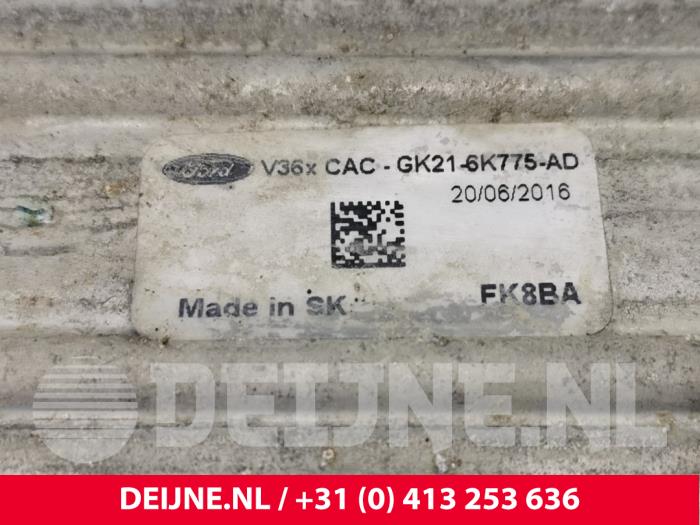 Ford V36x CAC - GK21-6K775-AD
20/06/2016
Made in SK
FK8BA
DEIJNE.NL
DEIJNE.NL / +31 (0) 413 253 636